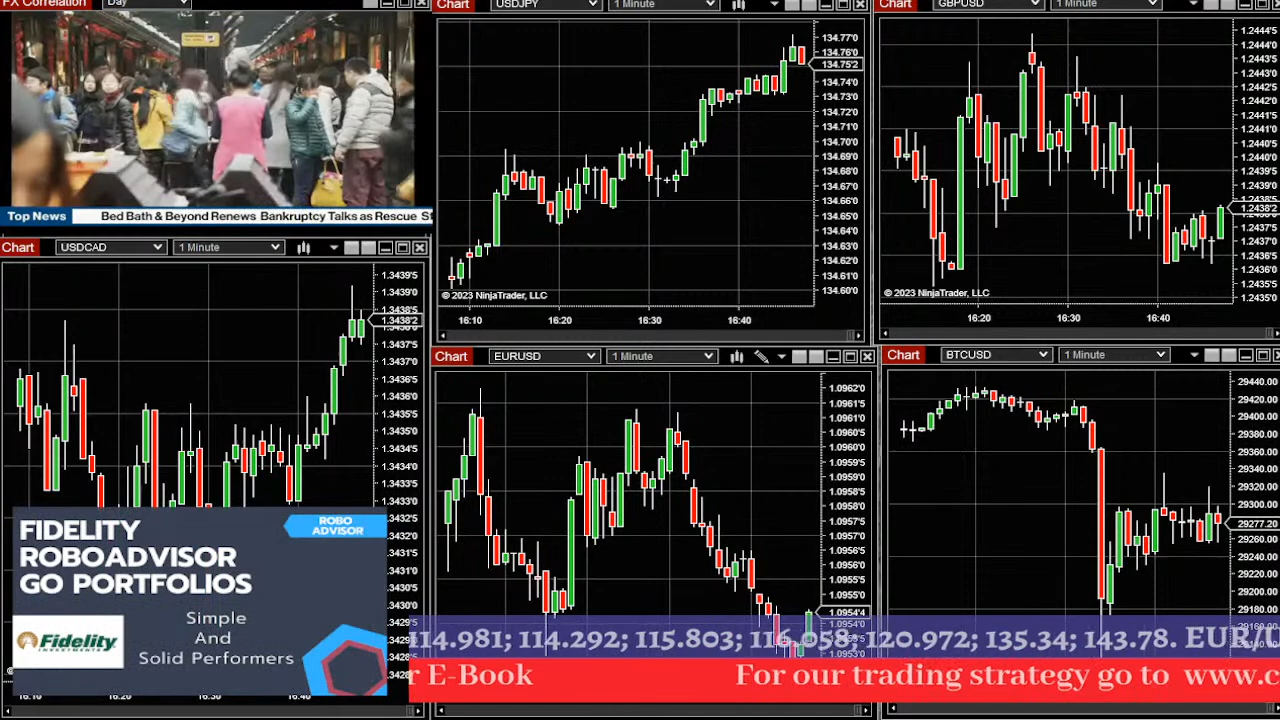 FX Correlation
Day
Top News
Bed Bath & Beyond Renews Bankruptcy Talks as Rescue St
Chart
USDJPY
1 Minute
134.77'0
134.76'0
134.75'2
134.74'0
134.73'0
134.71'0
134.70'0
134.69'0
134.67'0
134.66'0
134.65'0
134.63'0
134.62'0
134.61'0
134.60'0
© 2023 NinjaTrader, LLC
16:10
16:20
16:30
16:40
Chart
GBPUSD
1 Minute
1.2444'5
1.2444'0
1.2443'5
1.2443'0
1.2442'0
1.2441'5
1.2441'0
1.2440'5
1.2440'0
1.2439'5
1.2439'0
1.2438'5
1.2438'2
1.2437'5
1.2437'0
1.2436'5
1.2436'0
1.2435'4
1.2435'0
© 2023 NinjaTrader, LLC
16:20
16:30
16:40
Chart
USDCAD
1 Minute
1.3439'5
1.3439'0
1.3438'5
1.3438'2
1.3437'5
1.3437'0
1.3436'5
1.3436'0
1.3435'5
1.3435'0
1.3434'5
1.3434'0
1.3433'5
1.3433'0
1.3432'5
1.3432'0
1.3431'5
1.3431'0
1.3430'5
1.3430'0
1.3429'5
1.3429'0
1.3428'5
16:10
16:20
16:30
16:40
FIDELITY
ROBOADVISOR
GO PORTFOLIOS
ROBO
ADVISOR
Fidelity
INVESTMENTS
Simple
And
Solid Performers
Chart
EURUSD
1 Minute
1.0962'0
1.0961'5
1.0961'0
1.0960'5
1.0960'0
1.0959'5
1.0959'0
1.0958'5
1.0958'0
1.0957'5
1.0957'0
1.0956'5
1.0956'0
1.0955'5
1.0955'0
1.0954'4
1.0954'0
1.0953'0
Chart
BTCUSD
1 Minute
29440.00
29420.00
29400.00
29380.00
29360.00
29340.00
29320.00
29300.00
29277.20
29260.00
29240.00
29220.00
29200.00
29180.00
29160.00
114.981; 114.292; 115.803; 116.058; 120.972; 135.34; 143.78. EUR/
r E-Book
For our trading strategy go to www.c